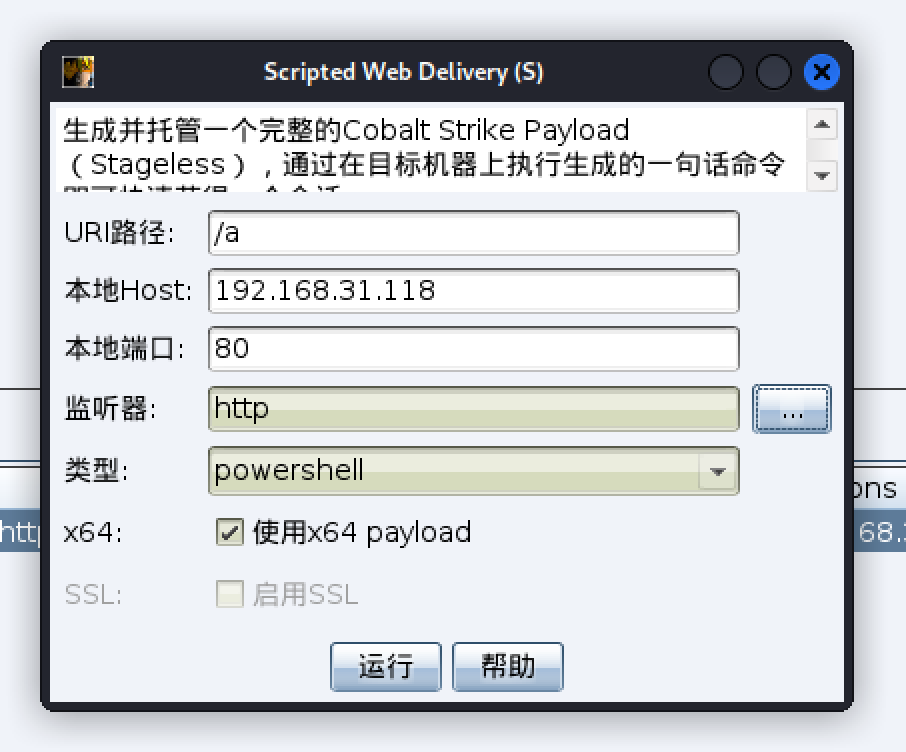 Scripted Web Delivery (S)
生成并托管一个完整的Cobalt Strike Payload
（Stageless），通过在目标机器上执行生成的一句话命令
URI路径: /a
本地Host: 192.168.31.118
本地端口: 80
监听器: http ...
类型: powershell
ons
http
68.
x64: 使用x64 payload
SSL: 启用SSL
运行 帮助